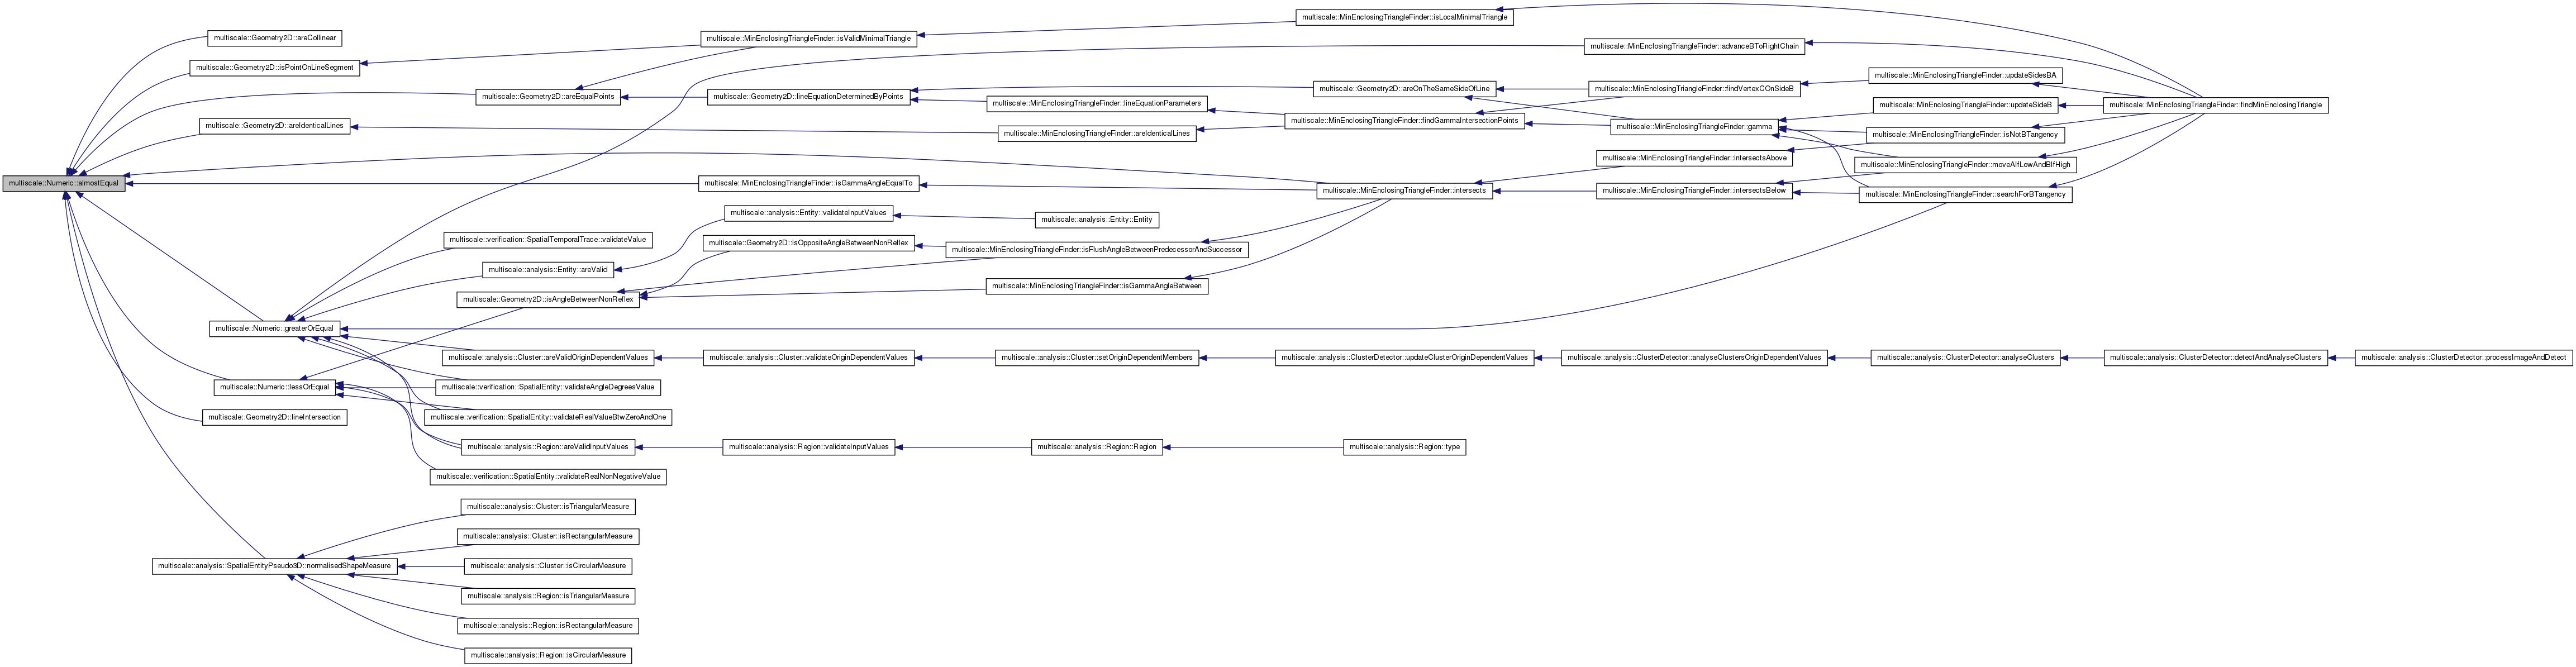 multiscale::Numeric::almostEqual
multiscale::Geometry2D::areCollinear
multiscale::Geometry2D::isPointOnLineSegment
multiscale::Geometry2D::areEqualPoints
multiscale::Geometry2D::areIdenticalLines
multiscale::MinEnclosingTriangleFinder::isValidMinimalTriangle
multiscale::MinEnclosingTriangleFinder::isLocalMinimalTriangle
multiscale::MinEnclosingTriangleFinder::advanceBToRightChain
multiscale::Geometry2D::lineEquationDeterminedByPoints
multiscale::MinEnclosingTriangleFinder::lineEquationParameters
multiscale::MinEnclosingTriangleFinder::areIdenticalLines
multiscale::Geometry2D::areOnTheSameSideOfLine
multiscale::MinEnclosingTriangleFinder::findGammaIntersectionPoints
multiscale::MinEnclosingTriangleFinder::findVertexCOnSideB
multiscale::MinEnclosingTriangleFinder::gamma
multiscale::MinEnclosingTriangleFinder::updateSidesBA
multiscale::MinEnclosingTriangleFinder::updateSideB
multiscale::MinEnclosingTriangleFinder::isNotBTangency
multiscale::MinEnclosingTriangleFinder::moveAIfLowAndBIfHigh
multiscale::MinEnclosingTriangleFinder::searchForBTangency
multiscale::MinEnclosingTriangleFinder::findMinEnclosingTriangle
multiscale::MinEnclosingTriangleFinder::intersectsAbove
multiscale::MinEnclosingTriangleFinder::intersectsBelow
multiscale::MinEnclosingTriangleFinder::intersects
multiscale::MinEnclosingTriangleFinder::isGammaAngleEqualTo
multiscale::analysis::Entity::validateInputValues
multiscale::analysis::Entity::Entity
multiscale::verification::SpatialTemporalTrace::validateValue
multiscale::Geometry2D::isOppositeAngleBetweenNonReflex
multiscale::MinEnclosingTriangleFinder::isFlushAngleBetweenPredecessorAndSuccessor
multiscale::analysis::Entity::areValid
multiscale::Geometry2D::isAngleBetweenNonReflex
multiscale::MinEnclosingTriangleFinder::isGammaAngleBetween
multiscale::Numeric::greaterOrEqual
multiscale::analysis::Cluster::areValidOriginDependentValues
multiscale::analysis::Cluster::validateOriginDependentValues
multiscale::analysis::Cluster::setOriginDependentMembers
multiscale::analysis::ClusterDetector::updateClusterOriginDependentValues
multiscale::analysis::ClusterDetector::analyseClustersOriginDependentValues
multiscale::analysis::ClusterDetector::analyseClusters
multiscale::analysis::ClusterDetector::detectAndAnalyseClusters
multiscale::analysis::ClusterDetector::processImageAndDetect
multiscale::Numeric::lessOrEqual
multiscale::verification::SpatialEntity::validateAngleDegreesValue
multiscale::Geometry2D::lineIntersection
multiscale::verification::SpatialEntity::validateRealValueBtwZeroAndOne
multiscale::analysis::Region::areValidInputValues
multiscale::analysis::Region::validateInputValues
multiscale::analysis::Region::Region
multiscale::analysis::Region::type
multiscale::verification::SpatialEntity::validateRealNonNegativeValue
multiscale::analysis::Cluster::isTriangularMeasure
multiscale::analysis::Cluster::isRectangularMeasure
multiscale::analysis::SpatialEntityPseudo3D::normalisedShapeMeasure
multiscale::analysis::Cluster::isCircularMeasure
multiscale::analysis::Region::isTriangularMeasure
multiscale::analysis::Region::isRectangularMeasure
multiscale::analysis::Region::isCircularMeasure